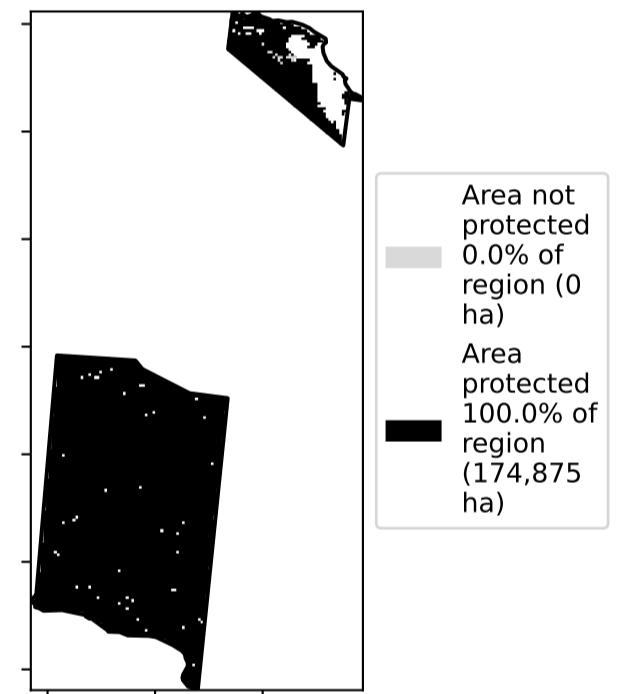 Area not
protected
0.0% of
region (0
ha)
Area
protected
100.0% of
region
(174,875
ha)